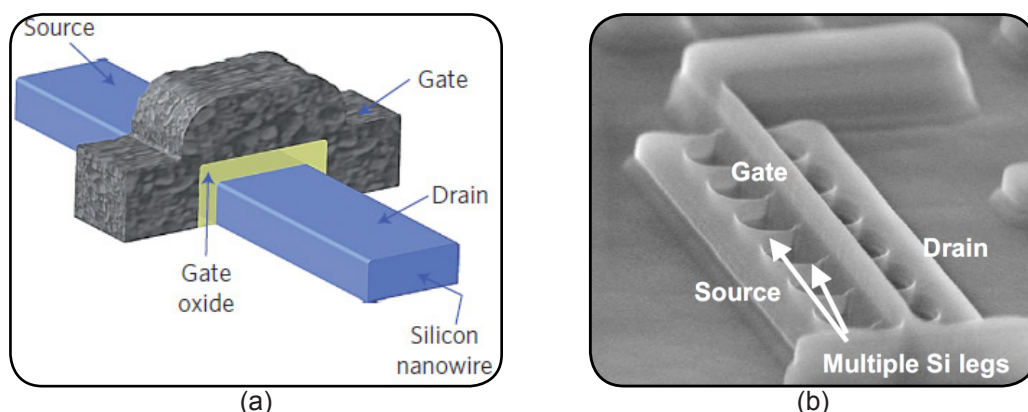 Source
Gate
Drain
Gate
oxide
Silicon
nanowire
(a)
Gate
Drain
Source
Multiple Si legs
(b)